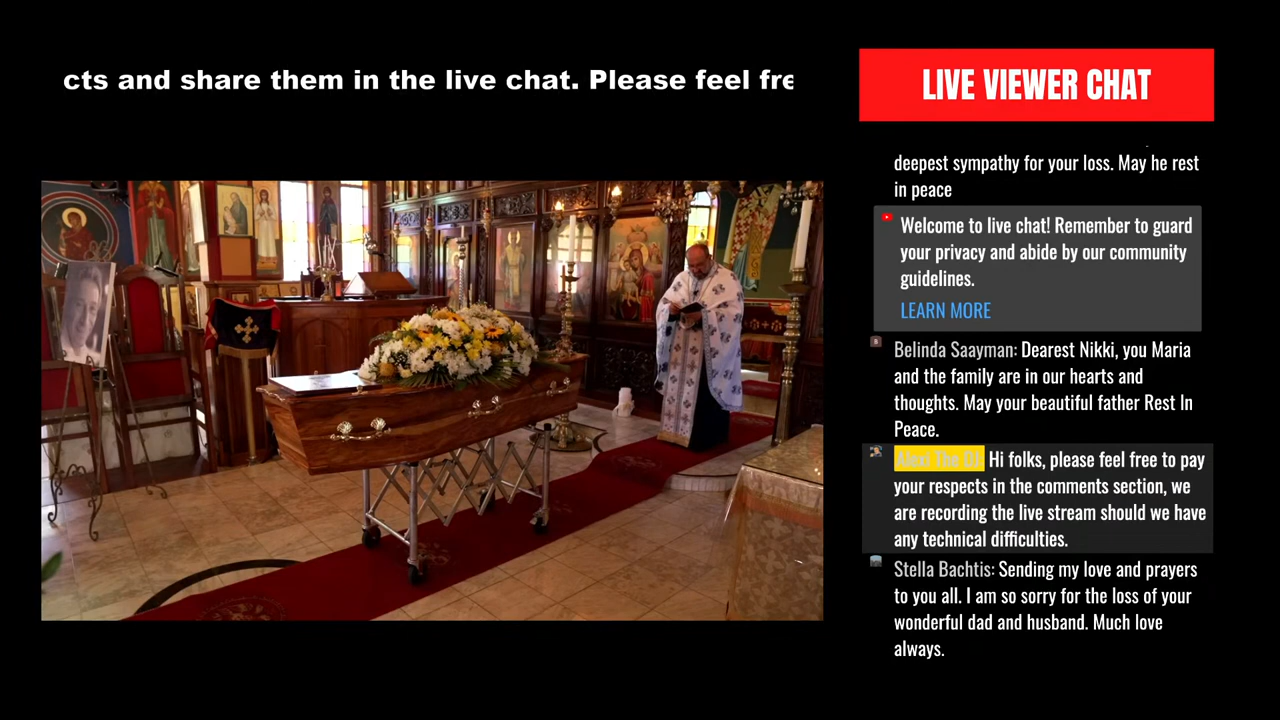 cts and share them in the live chat. Please feel fre
LIVE VIEWER CHAT
deepest sympathy for your loss. May he rest
in peace
Welcome to live chat! Remember to guard
your privacy and abide by our community
guidelines.
LEARN MORE
Belinda Saayman: Dearest Nikki, you Maria
and the family are in our hearts and
thoughts. May your beautiful father Rest In
Peace.
Alexi The DJ: Hi folks, please feel free to pay
your respects in the comments section, we
are recording the live stream should we have
any technical difficulties.
Stella Bachtis: Sending my love and prayers
to you all. I am so sorry for the loss of your
wonderful dad and husband. Much love
always.